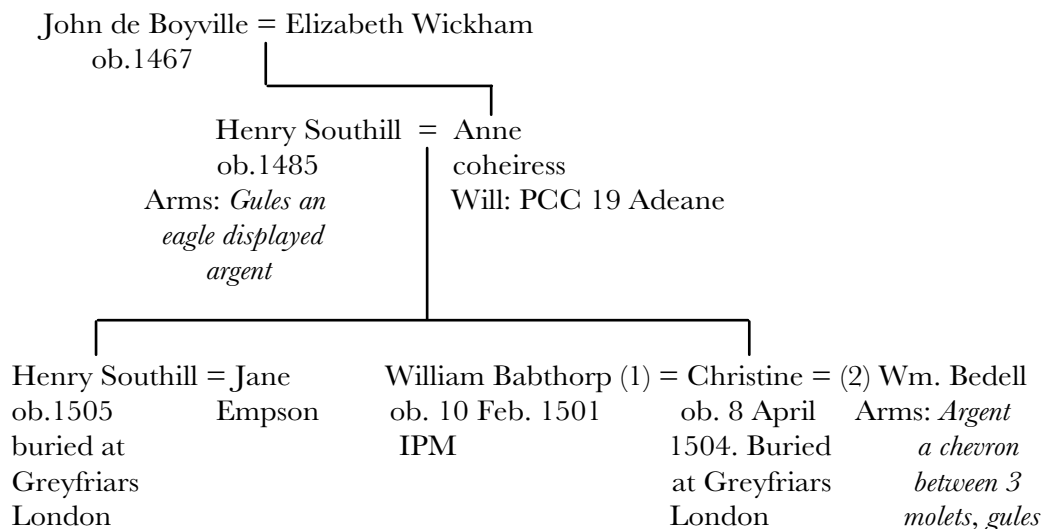 John de Boyville = Elizabeth Wickham
ob.1467
Henry Southill = Anne
ob.1485 coheiress
Arms: Gules an Will: PCC 19 Adeane
eagle displayed
argent
Henry Southill = Jane William Babthorp (1) = Christine = (2) Wm. Bedell
ob.1505 Empson ob. 10 Feb. 1501 ob. 8 April Arms: Argent
buried at IPM 1504. Buried a chevron
Greyfriars at Greyfriars between 3
London London molets, gules